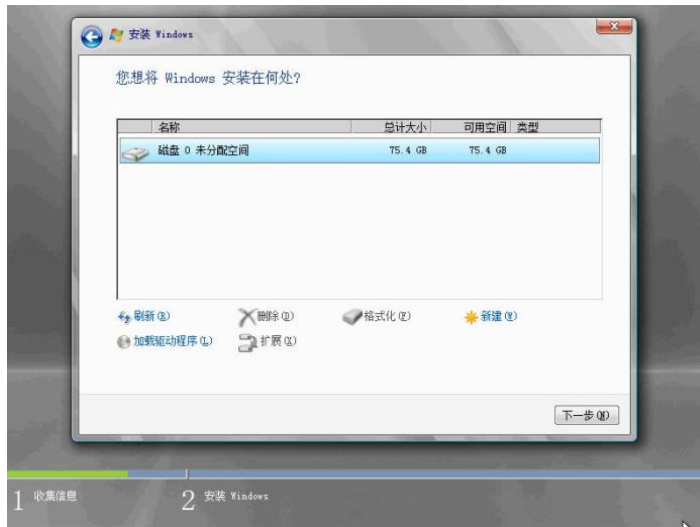 安装 Windows
您想将 Windows 安装在何处?
名称 总计大小 可用空间 类型
磁盘 0 未分配空间 75.4 GB 75.4 GB
刷新(R) 删除(D) 格式化(F) 新建(E)
加载驱动程序(L) 扩展(X)
下一步(N)
1 收集信息 2 安装 Windows